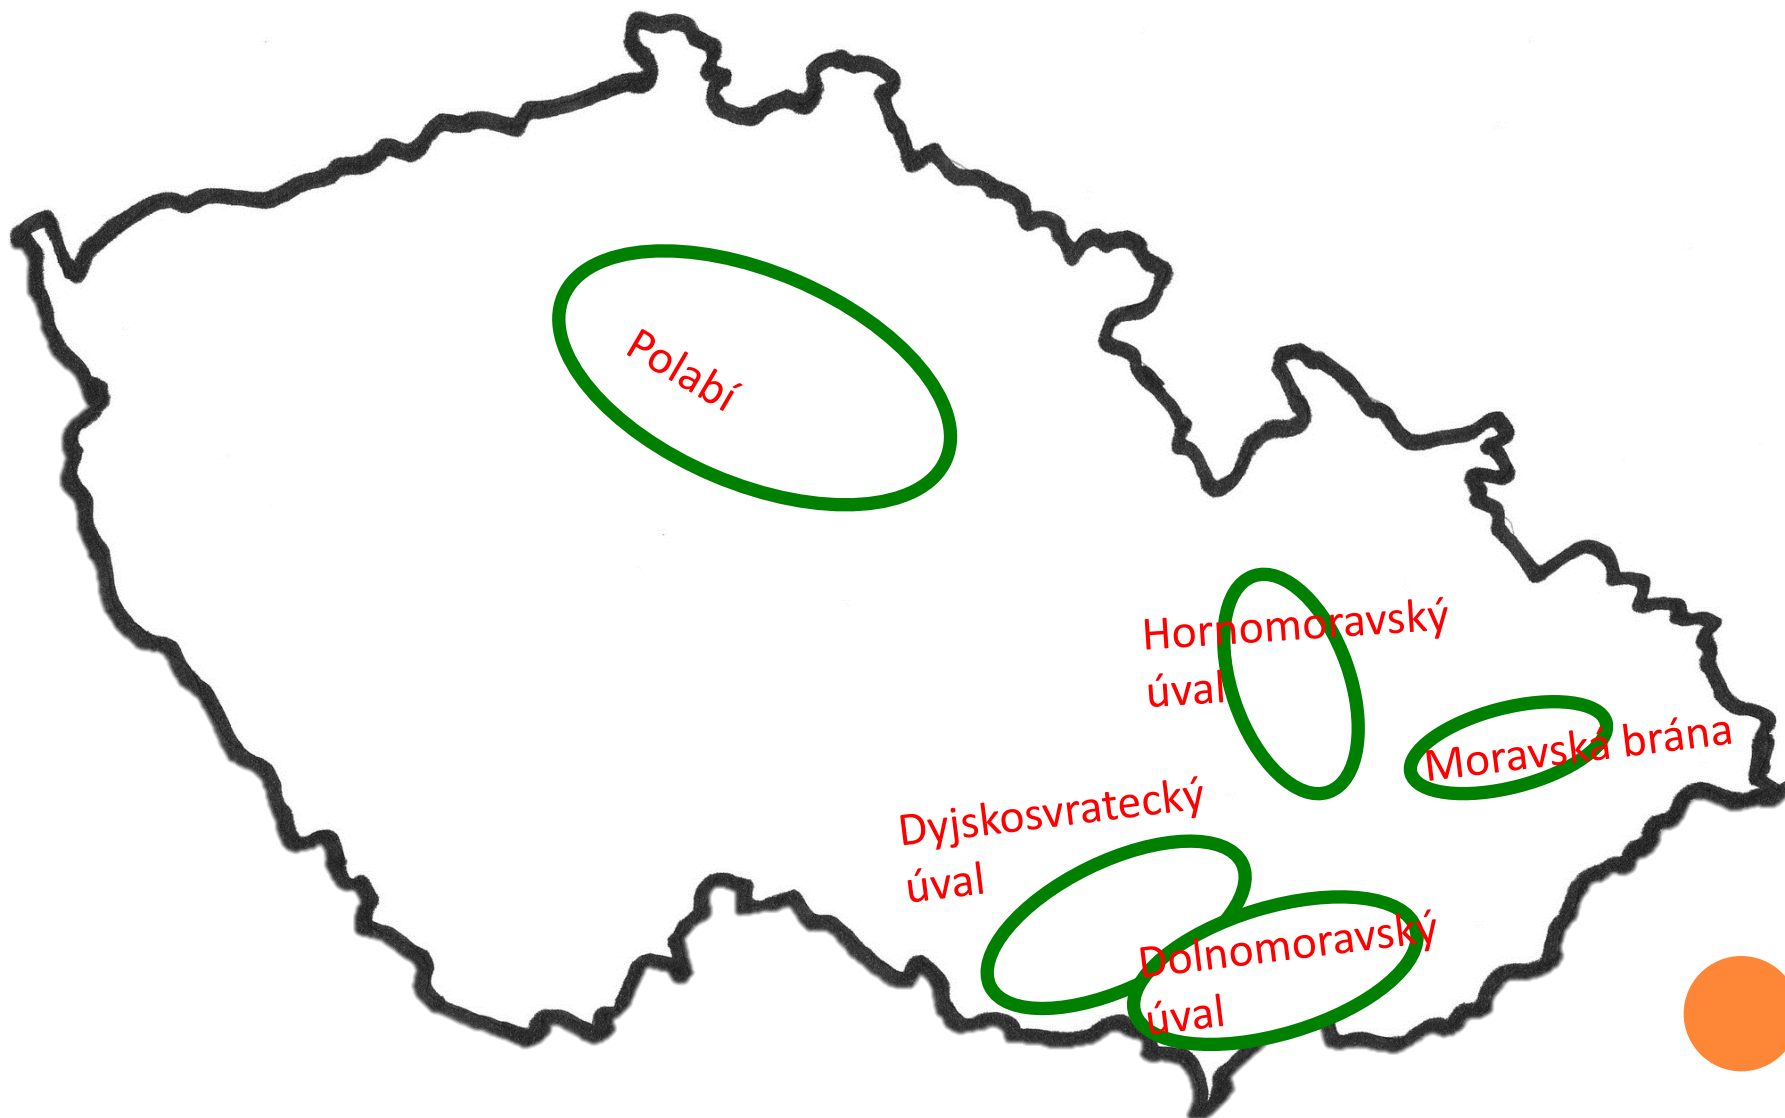 Polabí
Hornomoravský
úval
Moravská brána
Dyjskosvratecký
úval
Dolnomoravský
úval